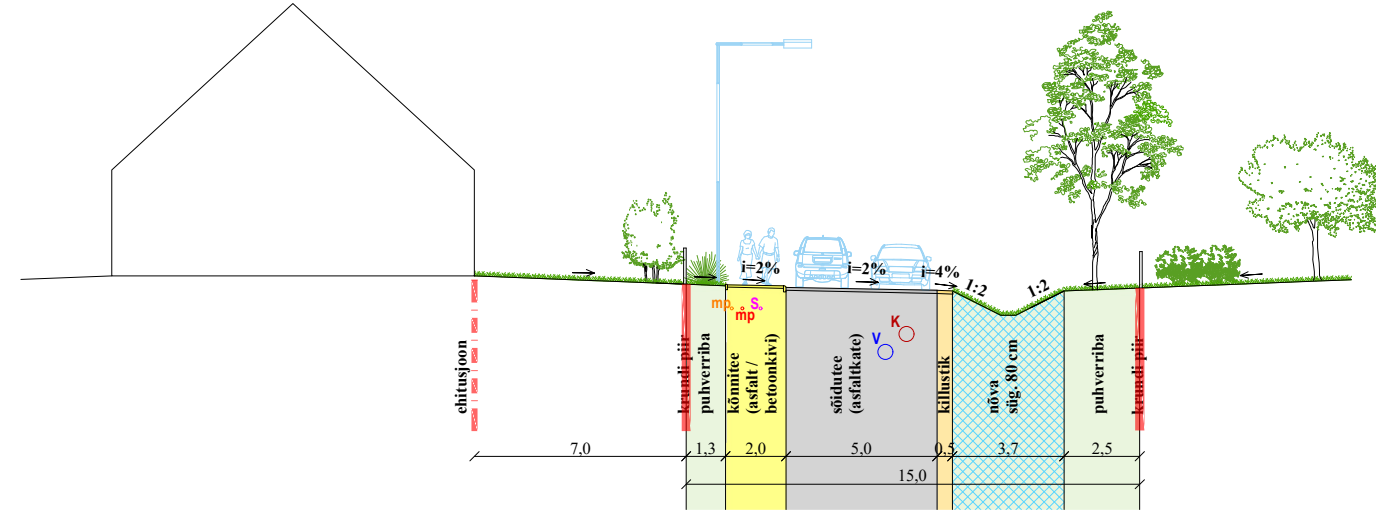 i=2%
i=2%
i=4%
1:2
1:2
mp
mp
S
K
V
ehitusjoon
krundi piir
puhverriba
kõnnitee
(asfalt /
betoonkivi)
sõidutee
(asfaltkate)
killustik
nõva
süg. 80 cm
puhverriba
krundi piir
7,0
1,3
2,0
5,0
0,5
3,7
2,5
15,0